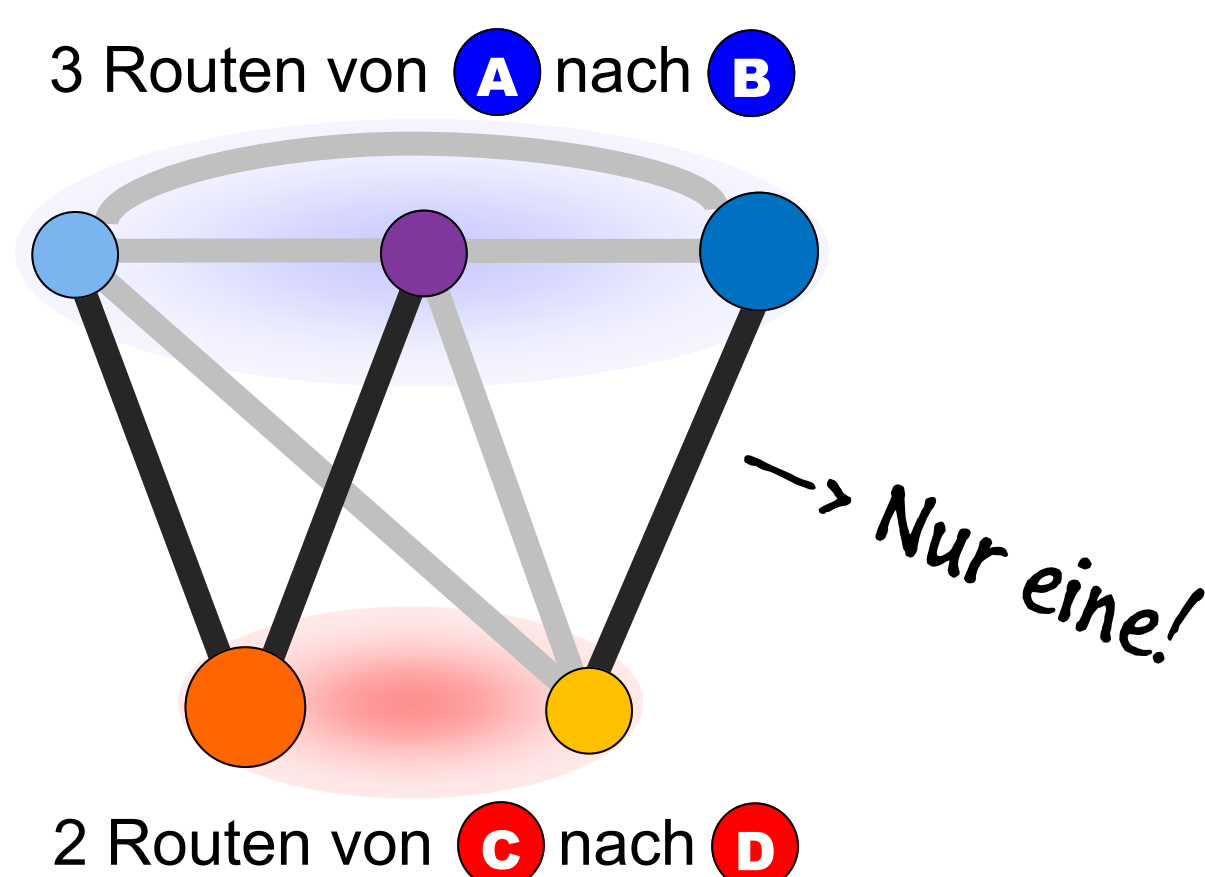 3 Routen von A nach B
—> Nur eine!
2 Routen von C nach D